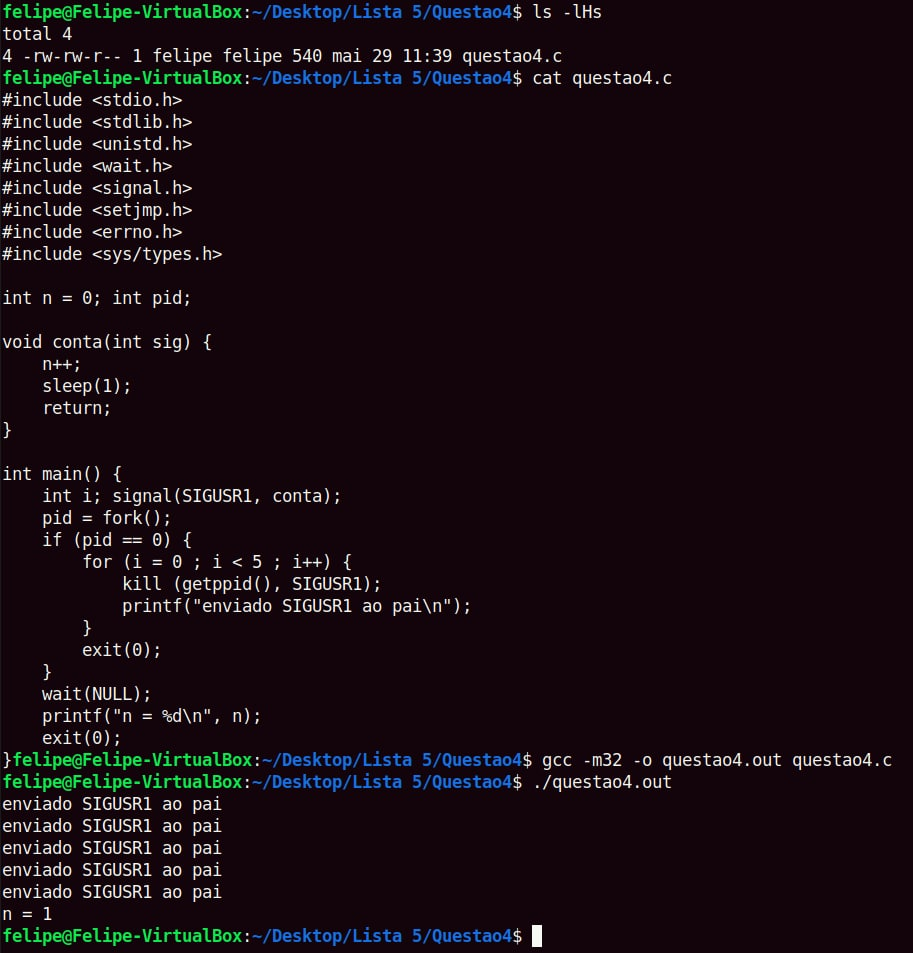 felipe@Felipe-VirtualBox:~/Desktop/Lista 5/Questao4$ ls -lHs
total 4
4 -rw-rw-r-- 1 felipe felipe 540 mai 29 11:39 questao4.c
felipe@Felipe-VirtualBox:~/Desktop/Lista 5/Questao4$ cat questao4.c
#include <stdio.h>
#include <stdlib.h>
#include <unistd.h>
#include <wait.h>
#include <signal.h>
#include <setjmp.h>
#include <errno.h>
#include <sys/types.h>

int n = 0; int pid;

void conta(int sig) {
    n++;
    sleep(1);
    return;
}

int main() {
    int i; signal(SIGUSR1, conta);
    pid = fork();
    if (pid == 0) {
        for (i = 0 ; i < 5 ; i++) {
            kill (getppid(), SIGUSR1);
            printf("enviado SIGUSR1 ao pai\n");
        }
        exit(0);
    }
    wait(NULL);
    printf("n = %d\n", n);
    exit(0);
}felipe@Felipe-VirtualBox:~/Desktop/Lista 5/Questao4$ gcc -m32 -o questao4.out questao4.c
felipe@Felipe-VirtualBox:~/Desktop/Lista 5/Questao4$ ./questao4.out
enviado SIGUSR1 ao pai
enviado SIGUSR1 ao pai
enviado SIGUSR1 ao pai
enviado SIGUSR1 ao pai
enviado SIGUSR1 ao pai
n = 1
felipe@Felipe-VirtualBox:~/Desktop/Lista 5/Questao4$